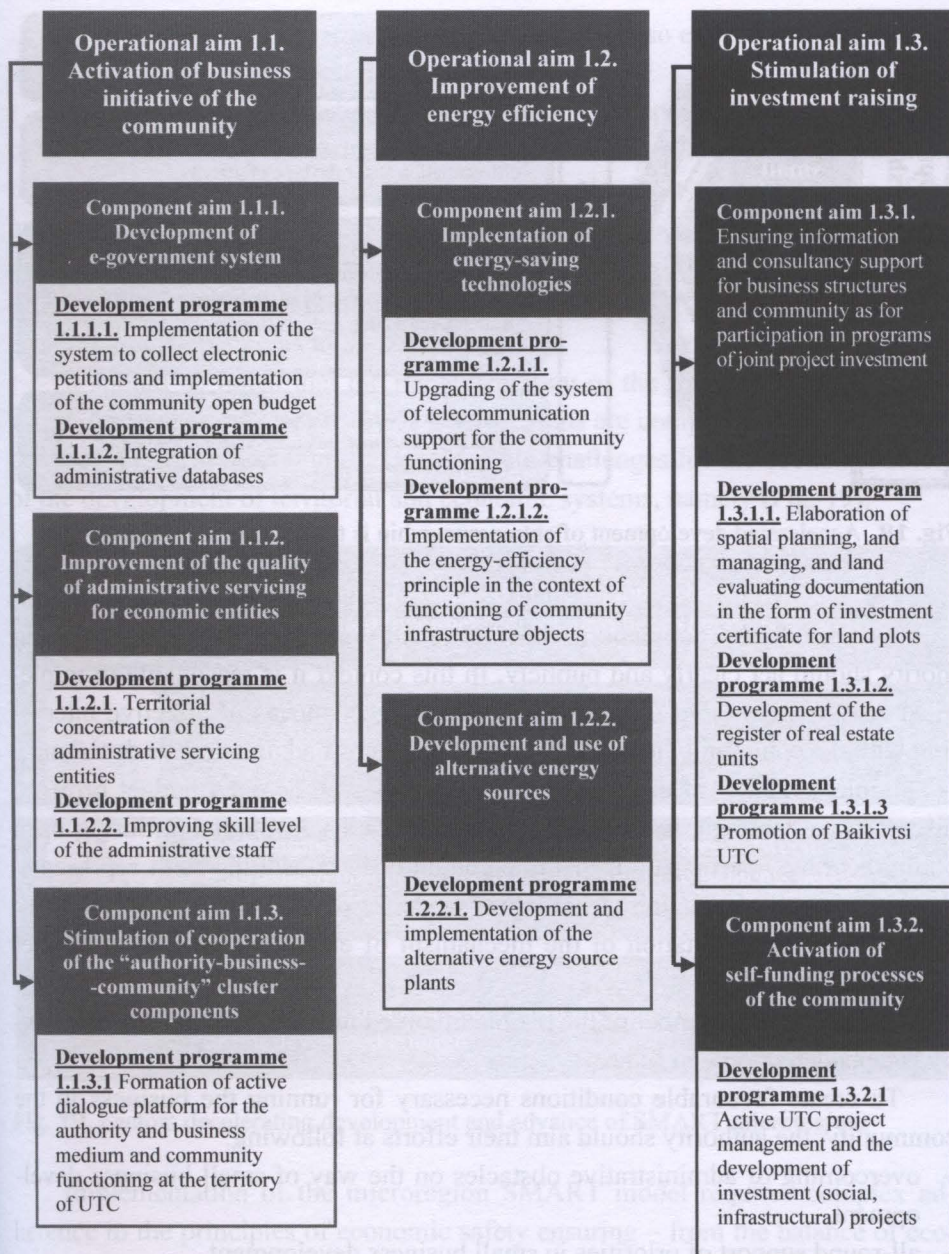 Operational aim 1.1.
Activation of business
initiative of the
community
Component aim 1.1.1.
Development of
e-government system
Development programme
1.1.1.1. Implementation of the
system to collect electronic
petitions and implementation
of the community open budget
Development programme
1.1.1.2. Integration of
administrative databases
Component aim 1.1.2.
Improvement of the quality
of administrative servicing
for economic entities
Development programme
1.1.2.1. Territorial
concentration of the
administrative servicing
entities
Development programme
1.1.2.2. Improving skill level
of the administrative staff
Component aim 1.1.3.
Stimulation of cooperation
of the “authority-business-
-community” cluster
components
Development programme
1.1.3.1 Formation of active
dialogue platform for the
authority and business
medium and community
functioning at the territory
of UTC
Operational aim 1.2.
Improvement of
energy efficiency
Component aim 1.2.1.
Impleentation of
energy-saving
technologies
Development pro-
gramme 1.2.1.1.
Upgrading of the system
of telecommunication
support for the community
functioning
Development pro-
gramme 1.2.1.2.
Implementation of
the energy-efficiency
principle in the context of
functioning of community
infrastructure objects
Component aim 1.2.2.
Development and use of
alternative energy
sources
Development programme
1.2.2.1. Development and
implementation of the
alternative energy source
plants
Operational aim 1.3.
Stimulation of
investment raising
Component aim 1.3.1.
Ensuring information
and consultancy support
for business structures
and community as for
participation in programs
of joint project investment
Development program
1.3.1.1. Elaboration of
spatial planning, land
managing, and land
evaluating documentation
in the form of investment
certificate for land plots
Development
programme 1.3.1.2.
Development of the
register of real estate
units
Development
programme 1.3.1.3
Promotion of Baikivtsi
UTC
Component aim 1.3.2.
Activation of
self-funding processes
of the community
Development
programme 1.3.2.1
Active UTC project
management and the
development of
investment (social,
infrastructural) projects